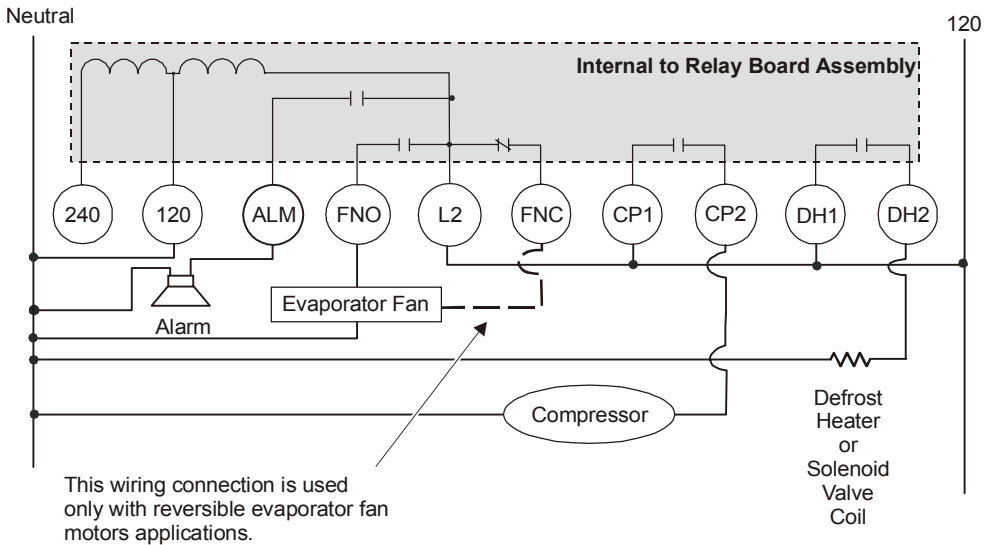 Neutral
120
Internal to Relay Board Assembly
240
120
ALM
FNO
L2
FNC
CP1
CP2
DH1
DH2
Evaporator Fan
Alarm
Compressor
Defrost
Heater
or
Solenoid
Valve
Coil
This wiring connection is used
only with reversible evaporator fan
motors applications.